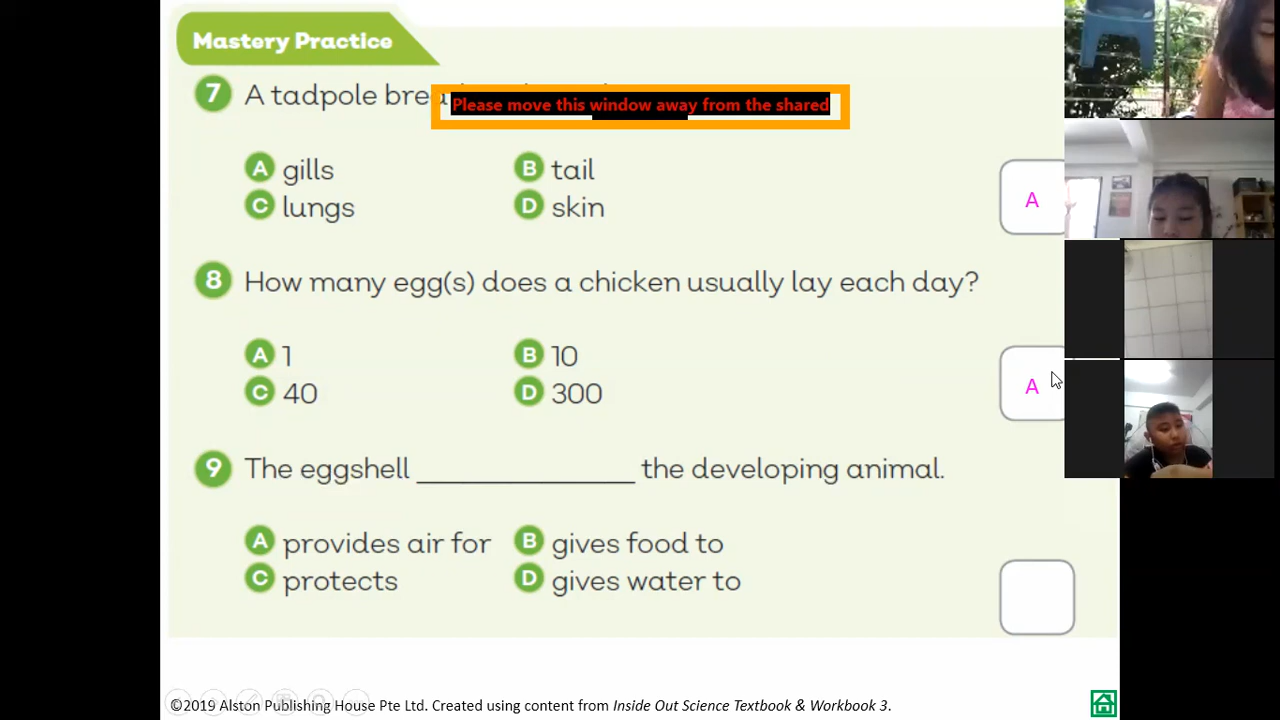 Mastery Practice
7 A tadpole
Please move this window away from the shared
A gills B tail
C lungs D skin
A
8 How many egg(s) does a chicken usually lay each day?
A 1 B 10
C 40 D 300
A
9 The eggshell ______________ the developing animal.
A provides air for B gives food to
C protects D gives water to
©2019 Alston Publishing House Pte Ltd. Created using content from Inside Out Science Textbook & Workbook 3.